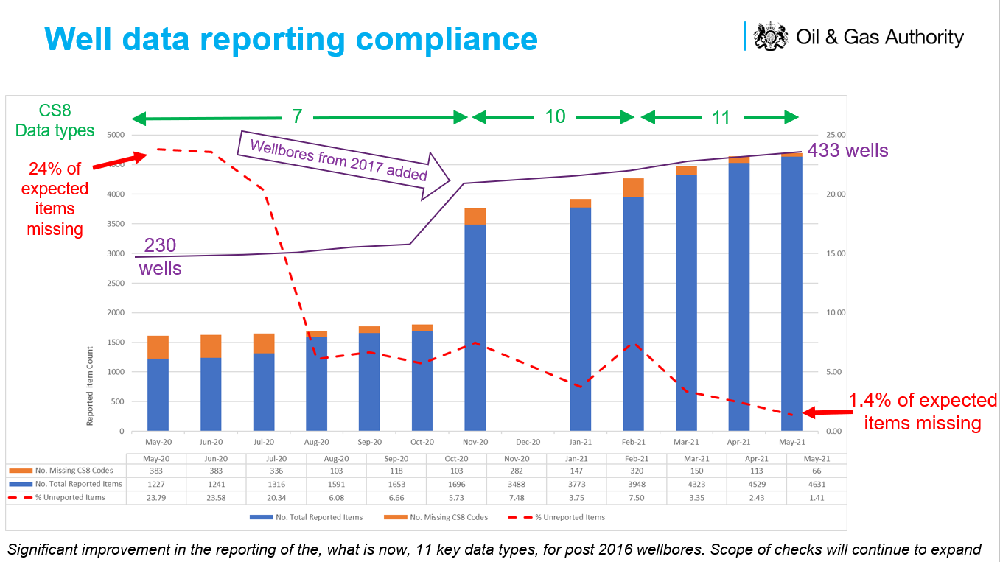 Well data reporting compliance
Oil & Gas Authority
CS8
Data types
7
10
11
24% of
expected
items
missing
Wellbores from 2017 added
433 wells
230
wells
1.4% of expected
items missing
5000
4500
4000
3500
3000
2500
2000
1500
1000
500
0
Reported item Count
25.00
20.00
15.00
10.00
5.00
0.00
May-20 Jun-20 Jul-20 Aug-20 Sep-20 Oct-20 Nov-20 Dec-20 Jan-21 Feb-21 Mar-21 Apr-21 May-21
May-20 Jun-20 Jul-20 Aug-20 Sep-20 Oct-20 Nov-20 Jan-21 Feb-21 Mar-21 Apr-21 May-21
No. Missing CS8 Codes 383 383 336 103 118 103 282 147 320 150 113 66
No. Total Reported Items 1227 1241 1316 1591 1653 1696 3488 3773 3948 4323 4529 4631
% Unreported Items 23.79 23.58 20.34 6.08 6.66 5.73 7.48 3.75 7.50 3.35 2.43 1.41
No. Total Reported Items No. Missing CS8 Codes % Unreported Items
Significant improvement in the reporting of the, what is now, 11 key data types, for post 2016 wellbores. Scope of checks will continue to expand